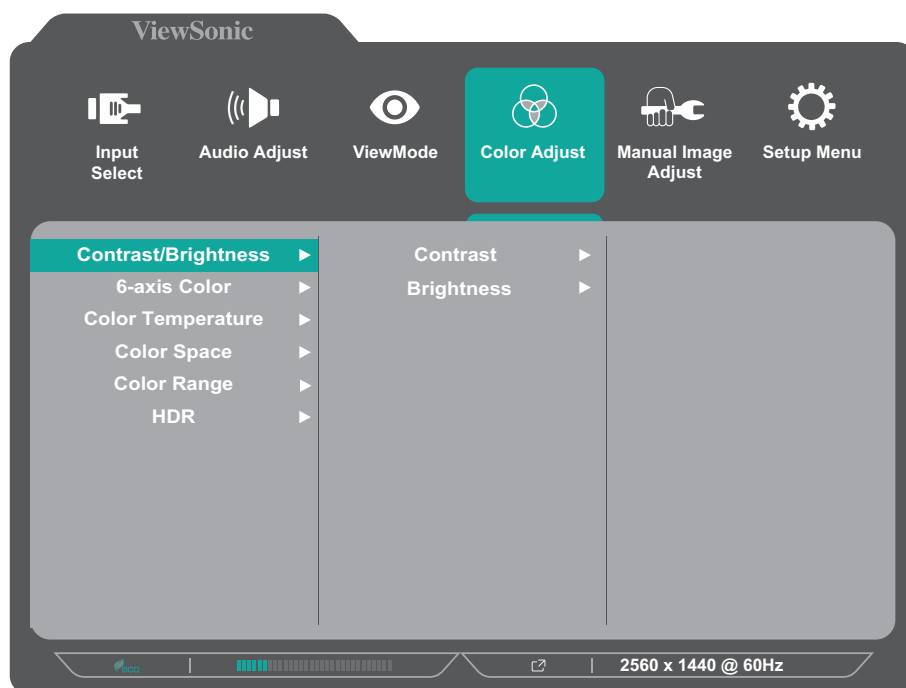 ViewSonic
Input
Select
Audio Adjust
ViewMode
Color Adjust
Manual Image
Adjust
Setup Menu
Contrast/Brightness
6-axis Color
Color Temperature
Color Space
Color Range
HDR
Contrast
Brightness
eco
2560 x 1440 @ 60Hz